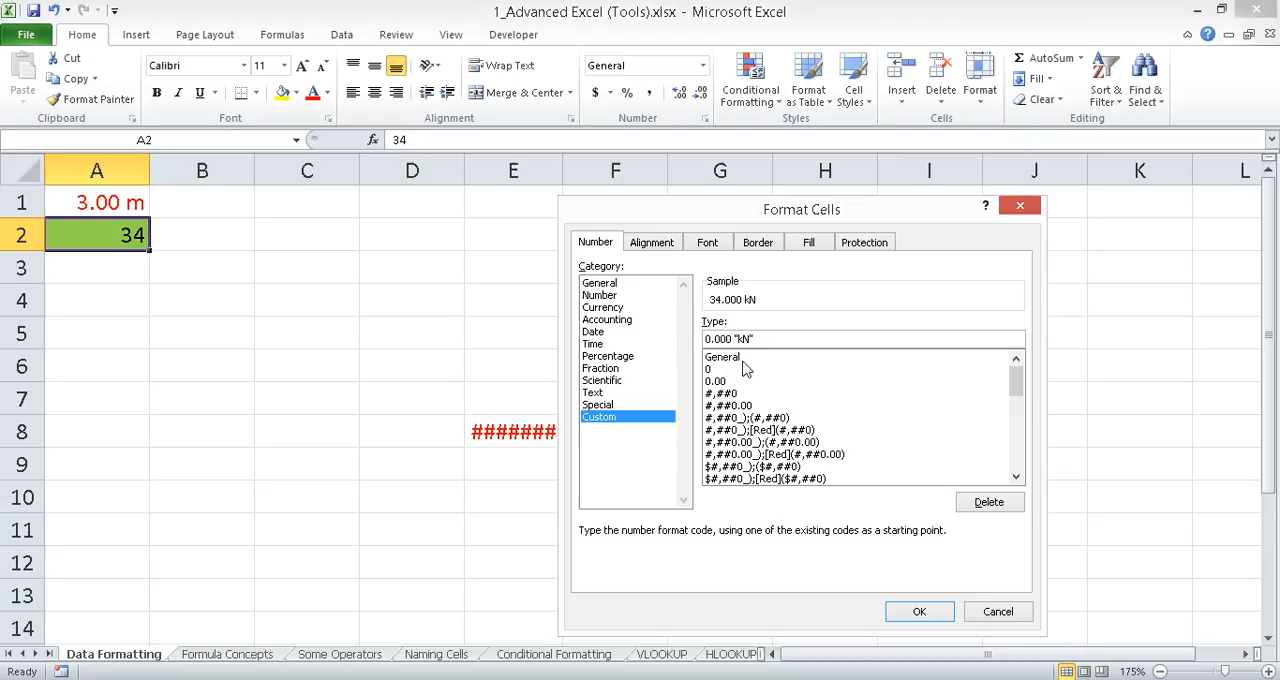 1_Advanced Excel (Tools).xlsx - Microsoft Excel
File Home Insert Page Layout Formulas Data Review View Developer
Paste
Cut
Copy
Format Painter
Clipboard
Calibri 11 A A
B I U A
Font
Wrap Text
Merge & Center
Alignment
General
$ % ,
Number
Conditional Formatting
Format as Table
Cell Styles
Styles
Insert Delete Format
Cells
Σ AutoSum
Fill
Clear
Sort & Filter
Find & Select
Editing
A2 fx 34
A B C D E F G H I J K L
1 3.00 m
2 34
3
4
5
6
7
8 #######
9
10
11
12
13
14
Format Cells ?
Number Alignment Font Border Fill Protection
Category:
General
Number
Currency
Accounting
Date
Time
Percentage
Fraction
Scientific
Text
Special
Custom
Sample
34.000 kN
Type:
0.000 "kN"
General
0
0.00
#,##0
#,##0.00
#,##0_);(#,##0)
#,##0_);[Red](#,##0)
#,##0.00_);(#,##0.00)
#,##0.00_);[Red](#,##0.00)
$#,##0_);($#,##0)
$#,##0_);[Red]($#,##0)
Delete
Type the number format code, using one of the existing codes as a starting point.
OK Cancel
Data Formatting Formula Concepts Some Operators Naming Cells Conditional Formatting VLOOKUP HLOOKUP
Ready 175%